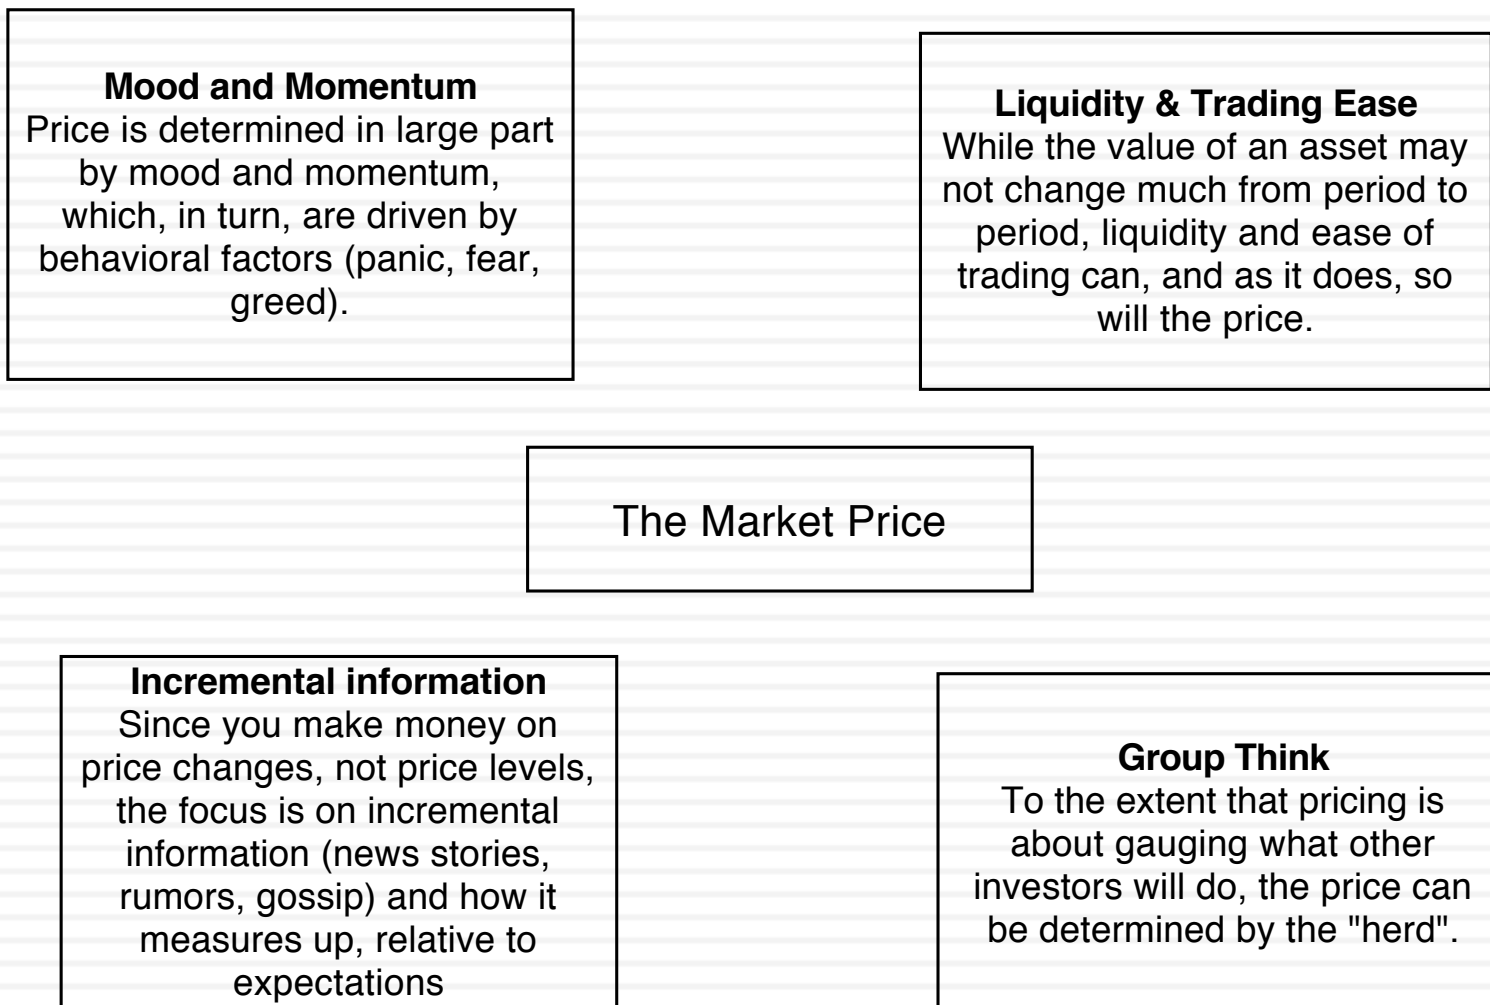 Mood and Momentum
Price is determined in large part
by mood and momentum,
which, in turn, are driven by
behavioral factors (panic, fear,
greed).
Liquidity & Trading Ease
While the value of an asset may
not change much from period to
period, liquidity and ease of
trading can, and as it does, so
will the price.
The Market Price
Incremental information
Since you make money on
price changes, not price levels,
the focus is on incremental
information (news stories,
rumors, gossip) and how it
measures up, relative to
expectations
Group Think
To the extent that pricing is
about gauging what other
investors will do, the price can
be determined by the "herd".